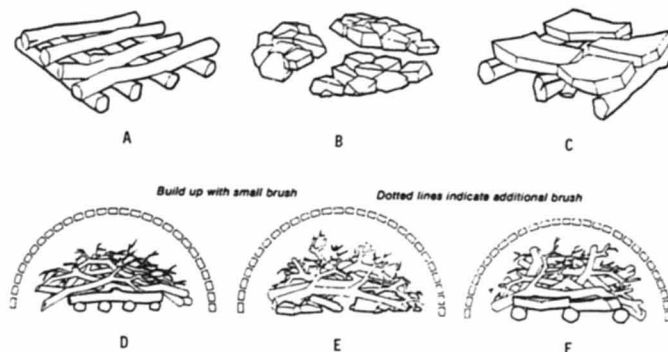 A
B
C
Build up with small brush
Dotted lines indicate additional brush
D
E
F